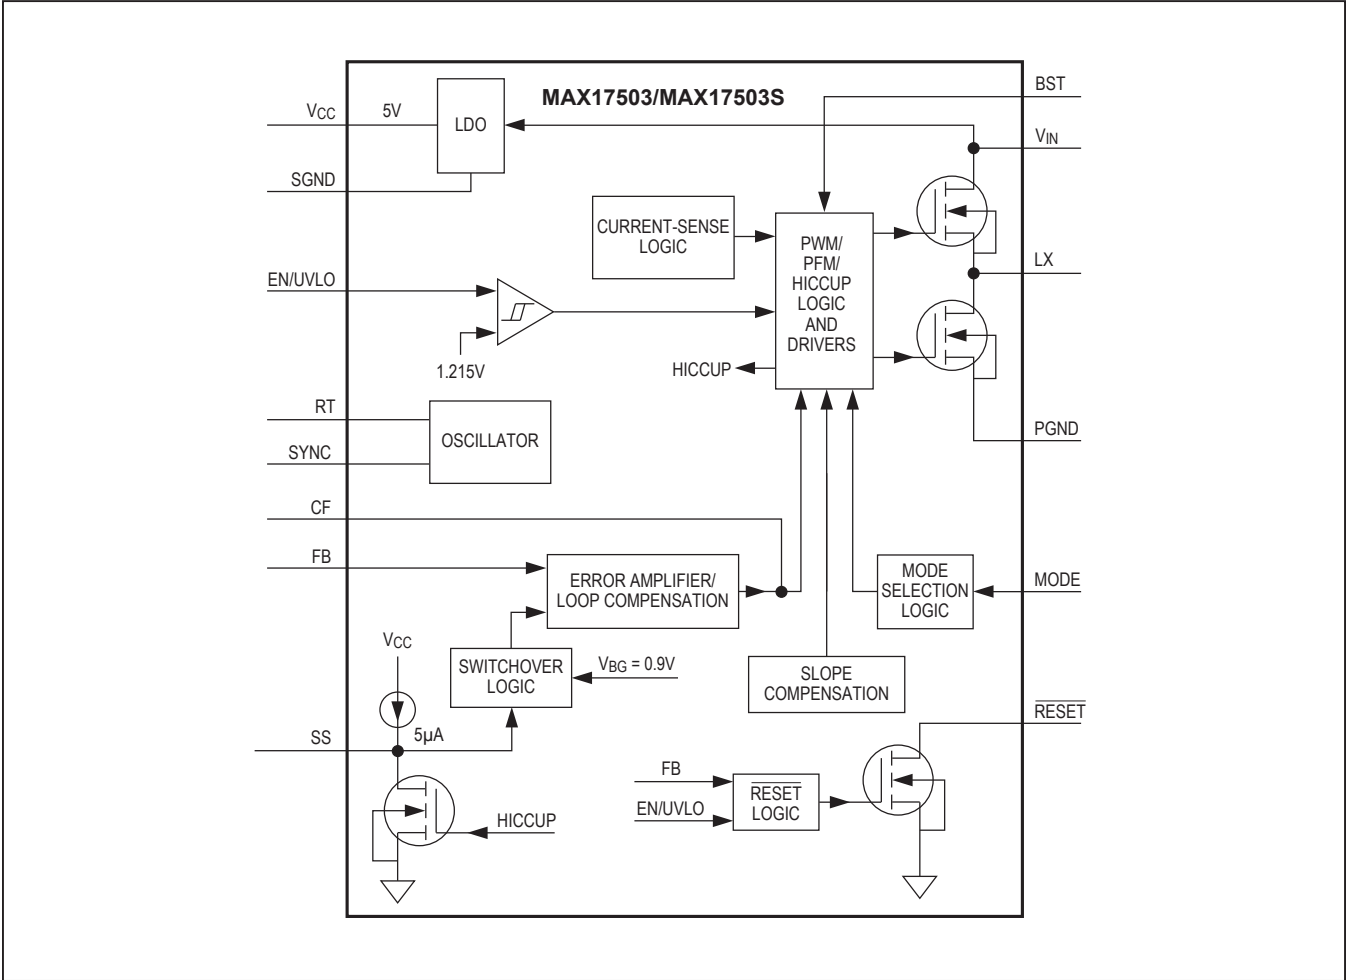 MAX17503/MAX17503S
BST
VCC
5V
LDO
VIN
SGND
CURRENT-SENSE
LOGIC
PWM/
PFM/
HICCUP
LOGIC
AND
DRIVERS
LX
EN/UVLO
1.215V
HICCUP
RT
OSCILLATOR
SYNC
PGND
CF
FB
ERROR AMPLIFIER/
LOOP COMPENSATION
MODE
SELECTION
LOGIC
MODE
VCC
SWITCHOVER
LOGIC
VBG = 0.9V
SLOPE
COMPENSATION
RESET
5µA
SS
FB
EN/UVLO
RESET
LOGIC
HICCUP